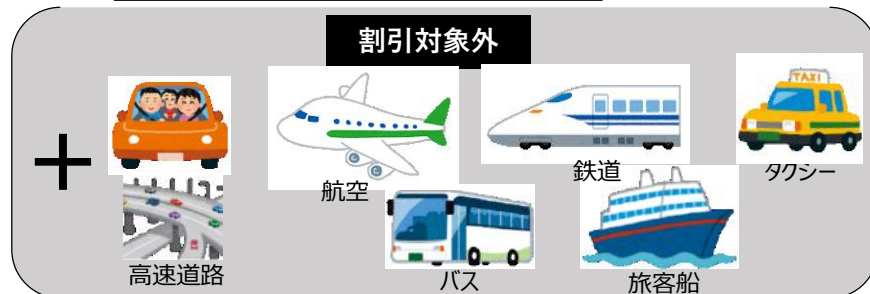 割引対象外
+
TAXI
航空
鉄道
タクシー
高速道路
バス
旅客船